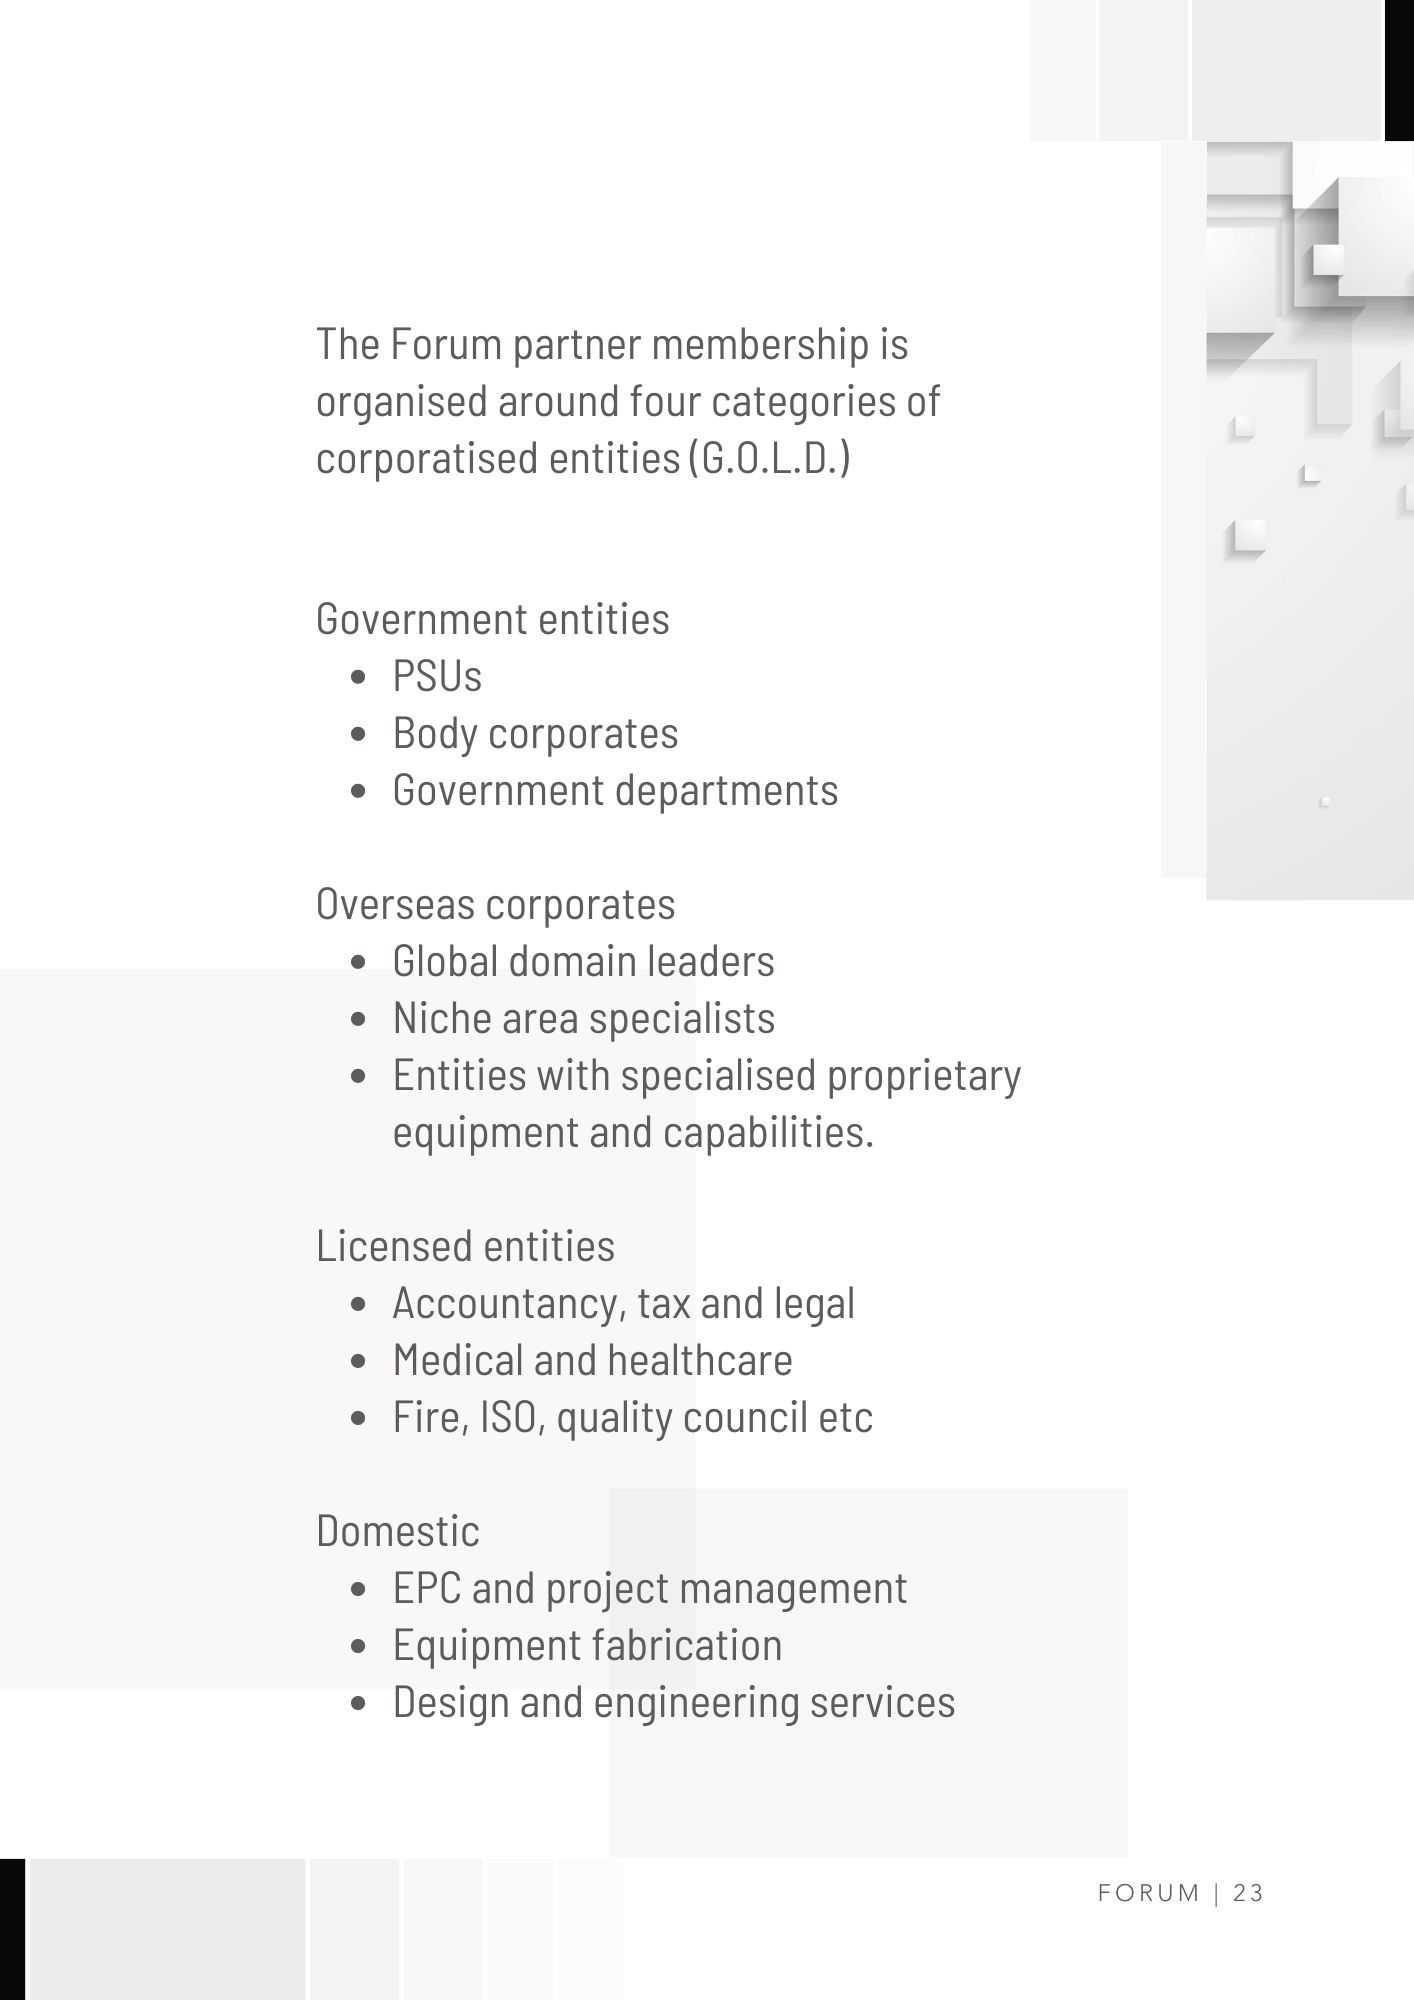 The Forum partner membership is
organised around four categories of
corporatised entities (G.O.L.D.)
Government entities
• PSUs
• Body corporates
• Government departments
Overseas corporates
• Global domain leaders
• Niche area specialists
• Entities with specialised proprietary
equipment and capabilities.
Licensed entities
• Accountancy, tax and legal
• Medical and healthcare
• Fire, ISO, quality council etc
Domestic
• EPC and project management
• Equipment fabrication
• Design and engineering services
FORUM | 23